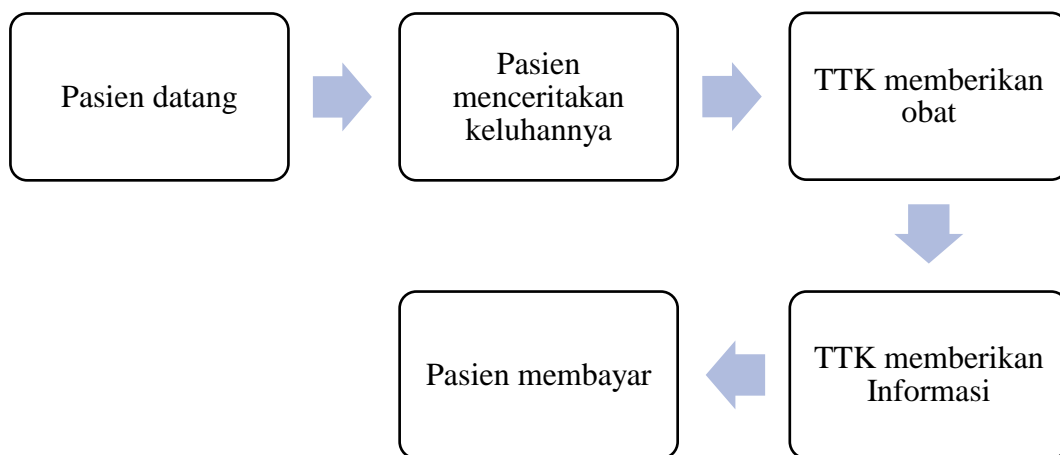 Pasien datang
Pasien
menceritakan
keluhannya
TTK memberikan
obat
TTK memberikan
Informasi
Pasien membayar